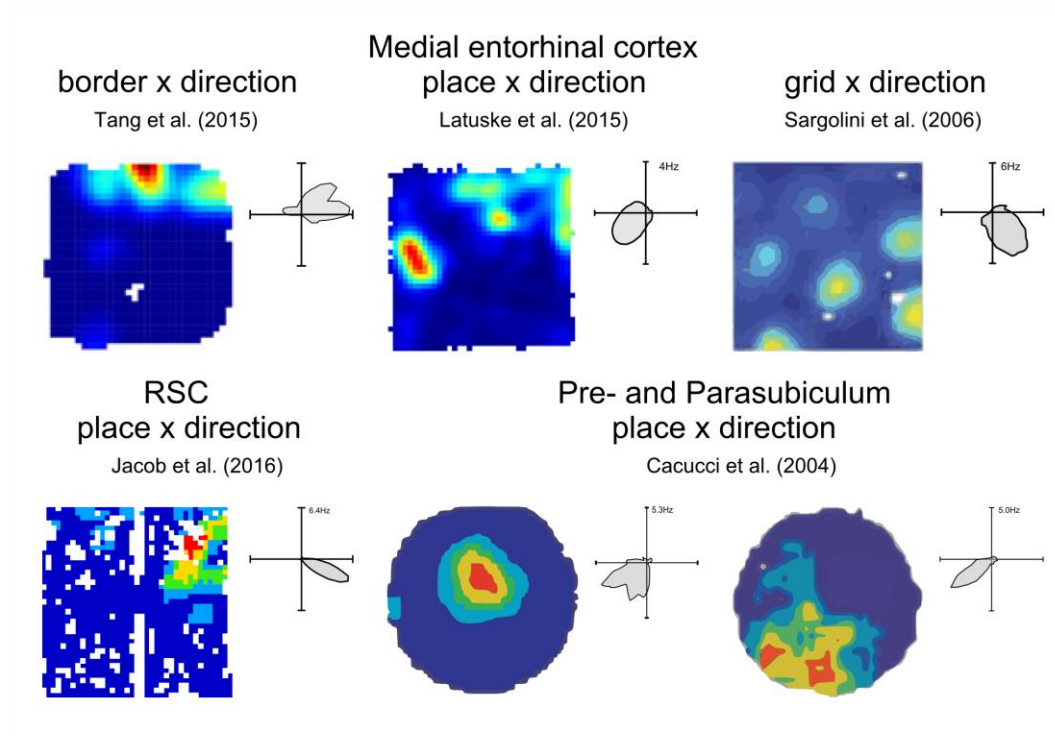 Medial entorhinal cortex
border x direction
place x direction
grid x direction
Tang et al. (2015)
Latuske et al. (2015)
Sargolini et al. (2006)
4Hz
6Hz
RSC
place x direction
Jacob et al. (2016)
Pre- and Parasubiculum
place x direction
Cacucci et al. (2004)
6.4Hz
5.3Hz
5.0Hz